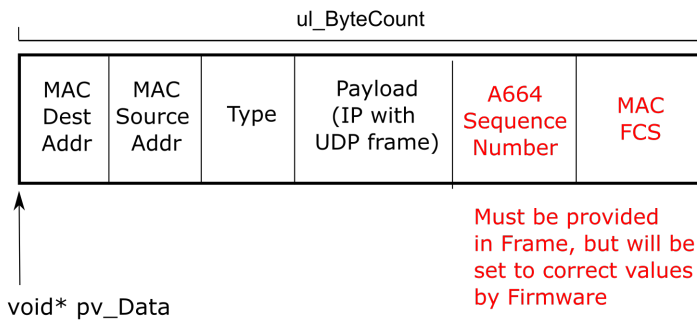 ul_ByteCount
MAC
Dest
Addr
MAC
Source
Addr
Type
Payload
(IP with
UDP frame)
A664
Sequence
Number
MAC
FCS
Must be provided
in Frame, but will be
set to correct values
by Firmware
void* pv_Data